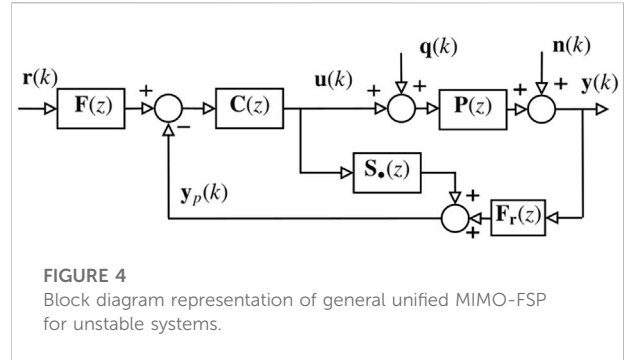 q(k)
n(k)
r(k)
u(k)
y(k)
F(z)
+
−
C(z)
+
+
P(z)
+
+
S•(z)
y_p(k)
+
+
F_r(z)
FIGURE 4
Block diagram representation of general unified MIMO-FSP
for unstable systems.